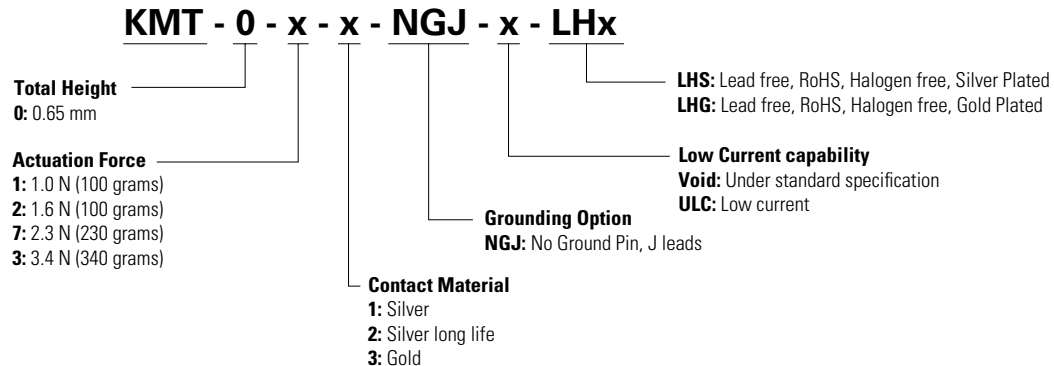 KMT - 0 - x - x - NGJ - x - LHx
Total Height
0: 0.65 mm
Actuation Force
1: 1.0 N (100 grams)
2: 1.6 N (100 grams)
7: 2.3 N (230 grams)
3: 3.4 N (340 grams)
Contact Material
1: Silver
2: Silver long life
3: Gold
Grounding Option
NGJ: No Ground Pin, J leads
Low Current capability
Void: Under standard specification
ULC: Low current
LHS: Lead free, RoHS, Halogen free, Silver Plated
LHG: Lead free, RoHS, Halogen free, Gold Plated